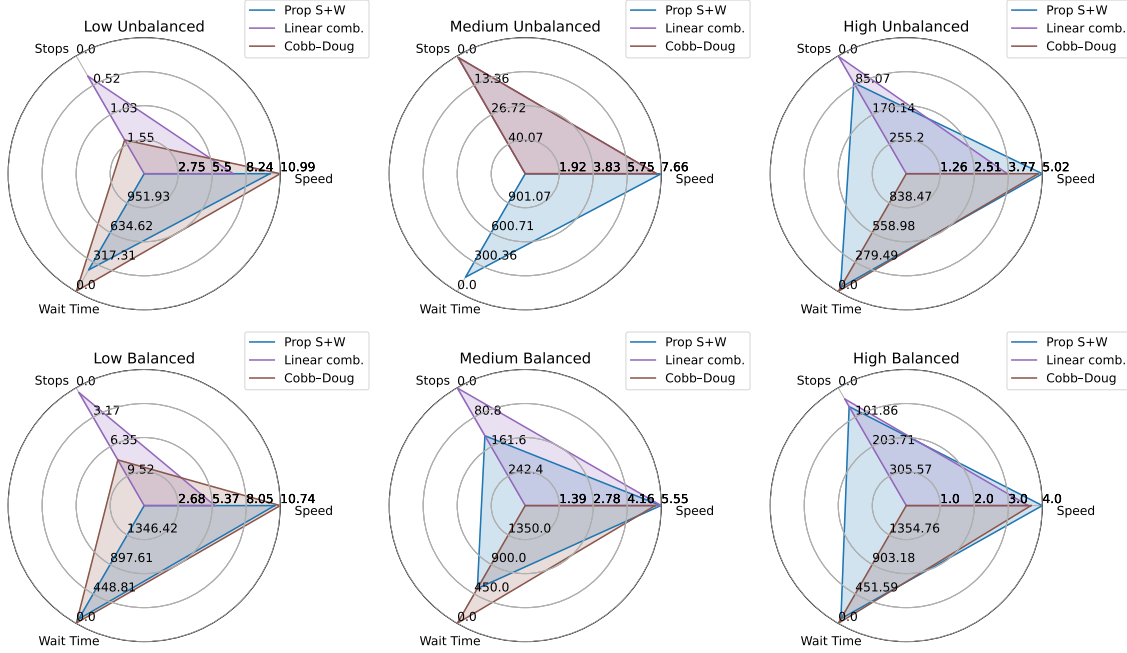 Low Unbalanced
Prop S+W
Linear comb.
Cobb–Doug
Stops 0.0
0.52
1.03
1.55
2.75 5.5 8.24 10.99
Speed
951.93
634.62
317.31
0.0
Wait Time
Medium Unbalanced
Prop S+W
Linear comb.
Cobb–Doug
Stops 0.0
13.36
26.72
40.07
1.92 3.83 5.75 7.66
Speed
901.07
600.71
300.36
0.0
Wait Time
High Unbalanced
Prop S+W
Linear comb.
Cobb–Doug
Stops 0.0
85.07
170.14
255.2
1.26 2.51 3.77 5.02
Speed
838.47
558.98
279.49
0.0
Wait Time
Low Balanced
Prop S+W
Linear comb.
Cobb–Doug
Stops 0.0
3.17
6.35
9.52
2.68 5.37 8.05 10.74
Speed
1346.42
897.61
448.81
0.0
Wait Time
Medium Balanced
Prop S+W
Linear comb.
Cobb–Doug
Stops 0.0
80.8
161.6
242.4
1.39 2.78 4.16 5.55
Speed
1350.0
900.0
450.0
0.0
Wait Time
High Balanced
Prop S+W
Linear comb.
Cobb–Doug
Stops 0.0
101.86
203.71
305.57
1.0 2.0 3.0 4.0
Speed
1354.76
903.18
451.59
0.0
Wait Time